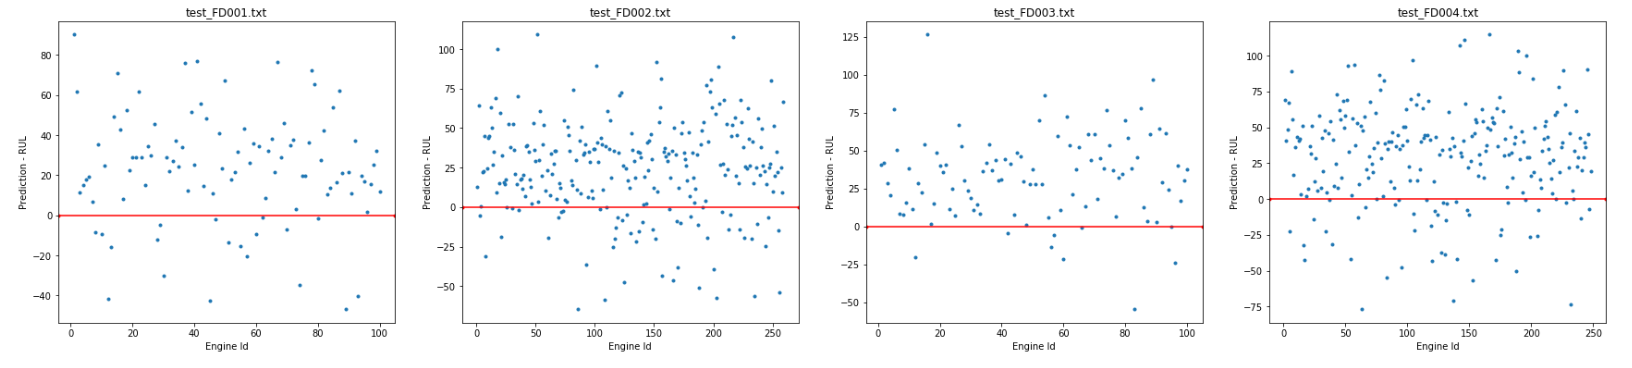 test_FD001.txt
Prediction - RUL
80
60
40
20
0
−20
−40
0 20 40 60 80 100
Engine Id
test_FD002.txt
Prediction - RUL
100
75
50
25
0
−25
−50
0 50 100 150 200 250
Engine Id
test_FD003.txt
Prediction - RUL
125
100
75
50
25
0
−25
−50
0 20 40 60 80 100
Engine Id
test_FD004.txt
Prediction - RUL
100
75
50
25
0
−25
−50
−75
0 50 100 150 200 250
Engine Id